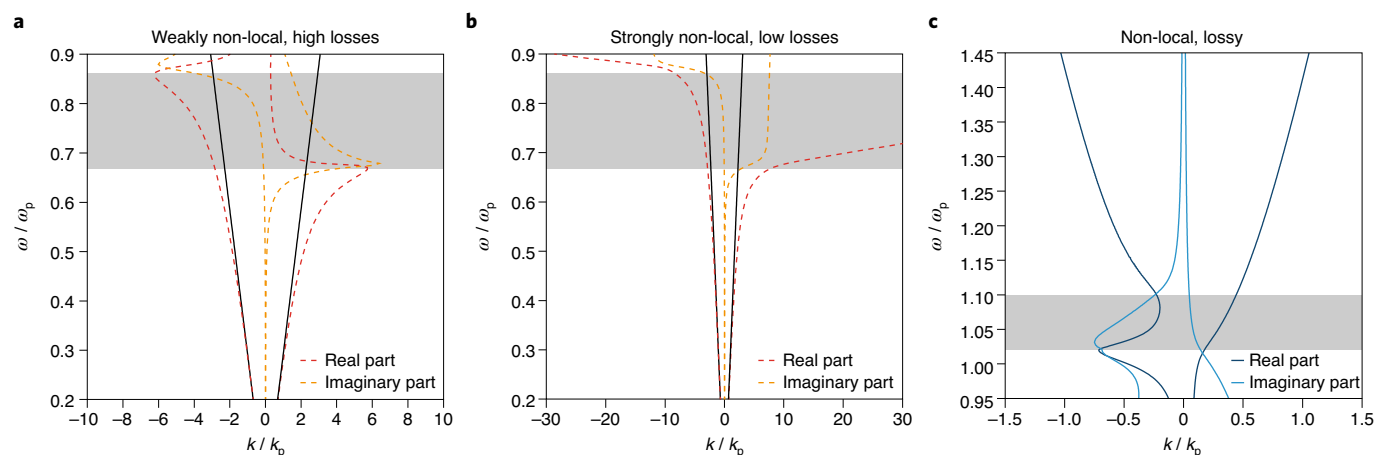 a
Weakly non-local, high losses
0.9
0.8
0.7
0.6
0.5
0.4
0.3
0.2
ω / ωp
Real part
Imaginary part
−10 −8 −6 −4 −2 0 2 4 6 8 10
k / kp
b
Strongly non-local, low losses
0.9
0.8
0.7
0.6
0.5
0.4
0.3
0.2
ω / ωp
Real part
Imaginary part
−30 −20 −10 0 10 20 30
k / kp
c
Non-local, lossy
1.45
1.40
1.35
1.30
1.25
1.20
1.15
1.10
1.05
1.00
0.95
ω / ωp
Real part
Imaginary part
−1.5 −1.0 −0.5 0 0.5 1.0 1.5
k / kp